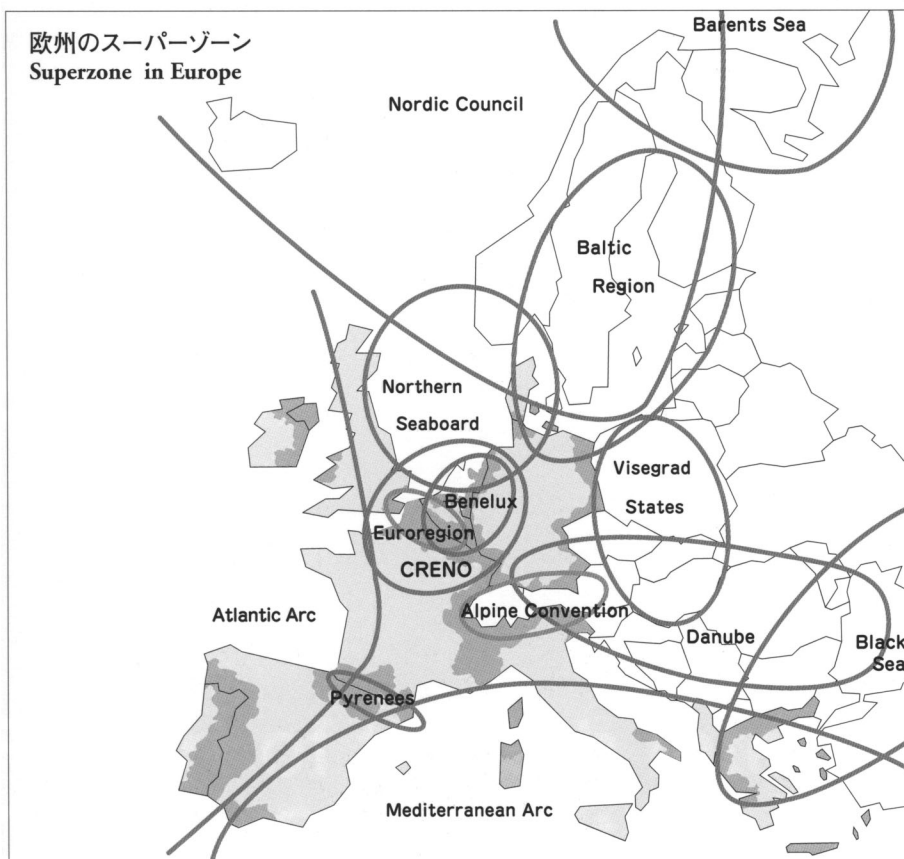 欧州のスーパーゾーン
Superzone in Europe
Barents Sea
Nordic Council
Baltic
Region
Northern
Seaboard
Visegrad
States
Benelux
Euroregion
CRENO
Atlantic Arc
Alpine Convention
Danube
Black
Sea
Pyrenees
Mediterranean Arc